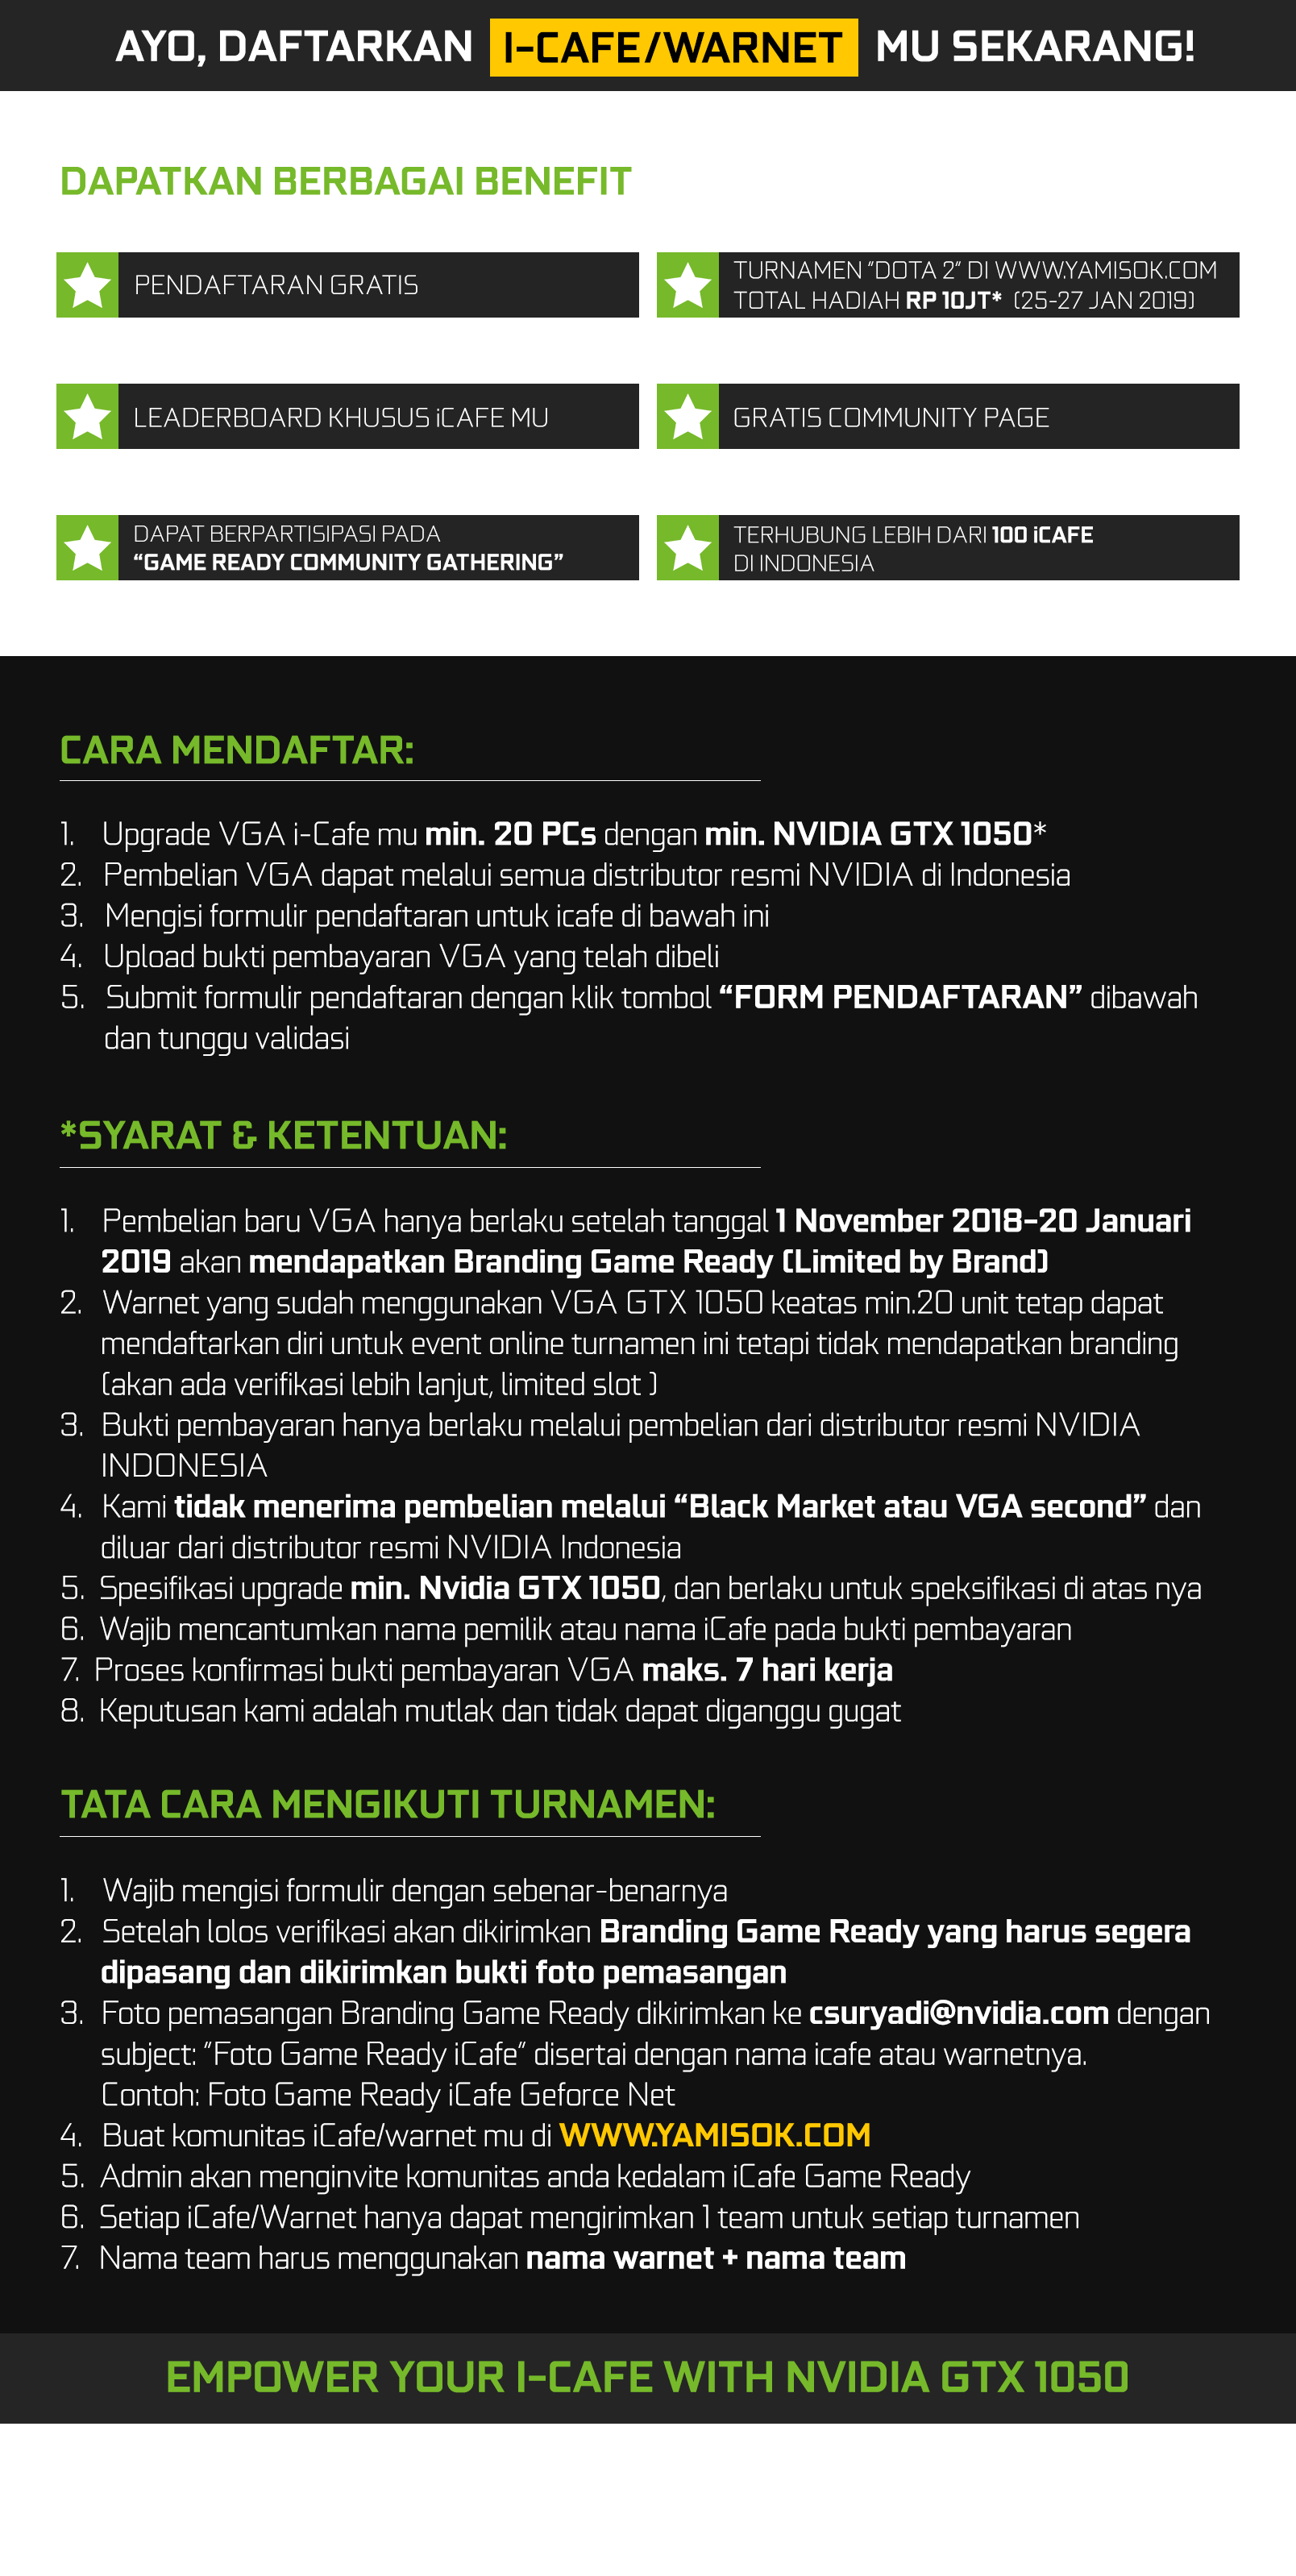 AYO, DAFTARKAN I-CAFE/WARNET MU SEKARANG!
DAPATKAN BERBAGAI BENEFIT
PENDAFTARAN GRATIS
TURNAMEN "DOTA 2" DI WWW.YAMISOK.COM
TOTAL HADIAH RP 10JT* (25-27 JAN 2019)
LEADERBOARD KHUSUS iCAFE MU
GRATIS COMMUNITY PAGE
DAPAT BERPARTISIPASI PADA
“GAME READY COMMUNITY GATHERING”
TERHUBUNG LEBIH DARI 100 iCAFE
DI INDONESIA
CARA MENDAFTAR:
1. Upgrade VGA i-Cafe mu min. 20 PCs dengan min. NVIDIA GTX 1050*
2. Pembelian VGA dapat melalui semua distributor resmi NVIDIA di Indonesia
3. Mengisi formulir pendaftaran untuk icafe di bawah ini
4. Upload bukti pembayaran VGA yang telah dibeli
5. Submit formulir pendaftaran dengan klik tombol “FORM PENDAFTARAN” dibawah
dan tunggu validasi
*SYARAT & KETENTUAN:
1. Pembelian baru VGA hanya berlaku setelah tanggal 1 November 2018-20 Januari
2019 akan mendapatkan Branding Game Ready (Limited by Brand)
2. Warnet yang sudah menggunakan VGA GTX 1050 keatas min.20 unit tetap dapat
mendaftarkan diri untuk event online turnamen ini tetapi tidak mendapatkan branding
(akan ada verifikasi lebih lanjut, limited slot )
3. Bukti pembayaran hanya berlaku melalui pembelian dari distributor resmi NVIDIA
INDONESIA
4. Kami tidak menerima pembelian melalui “Black Market atau VGA second” dan
diluar dari distributor resmi NVIDIA Indonesia
5. Spesifikasi upgrade min. Nvidia GTX 1050, dan berlaku untuk speksifikasi di atas nya
6. Wajib mencantumkan nama pemilik atau nama iCafe pada bukti pembayaran
7. Proses konfirmasi bukti pembayaran VGA maks. 7 hari kerja
8. Keputusan kami adalah mutlak dan tidak dapat diganggu gugat
TATA CARA MENGIKUTI TURNAMEN:
1. Wajib mengisi formulir dengan sebenar-benarnya
2. Setelah lolos verifikasi akan dikirimkan Branding Game Ready yang harus segera
dipasang dan dikirimkan bukti foto pemasangan
3. Foto pemasangan Branding Game Ready dikirimkan ke csuryadi@nvidia.com dengan
subject: "Foto Game Ready iCafe" disertai dengan nama icafe atau warnetnya.
Contoh: Foto Game Ready iCafe Geforce Net
4. Buat komunitas iCafe/warnet mu di WWW.YAMISOK.COM
5. Admin akan menginvite komunitas anda kedalam iCafe Game Ready
6. Setiap iCafe/Warnet hanya dapat mengirimkan 1 team untuk setiap turnamen
7. Nama team harus menggunakan nama warnet + nama team
EMPOWER YOUR I-CAFE WITH NVIDIA GTX 1050